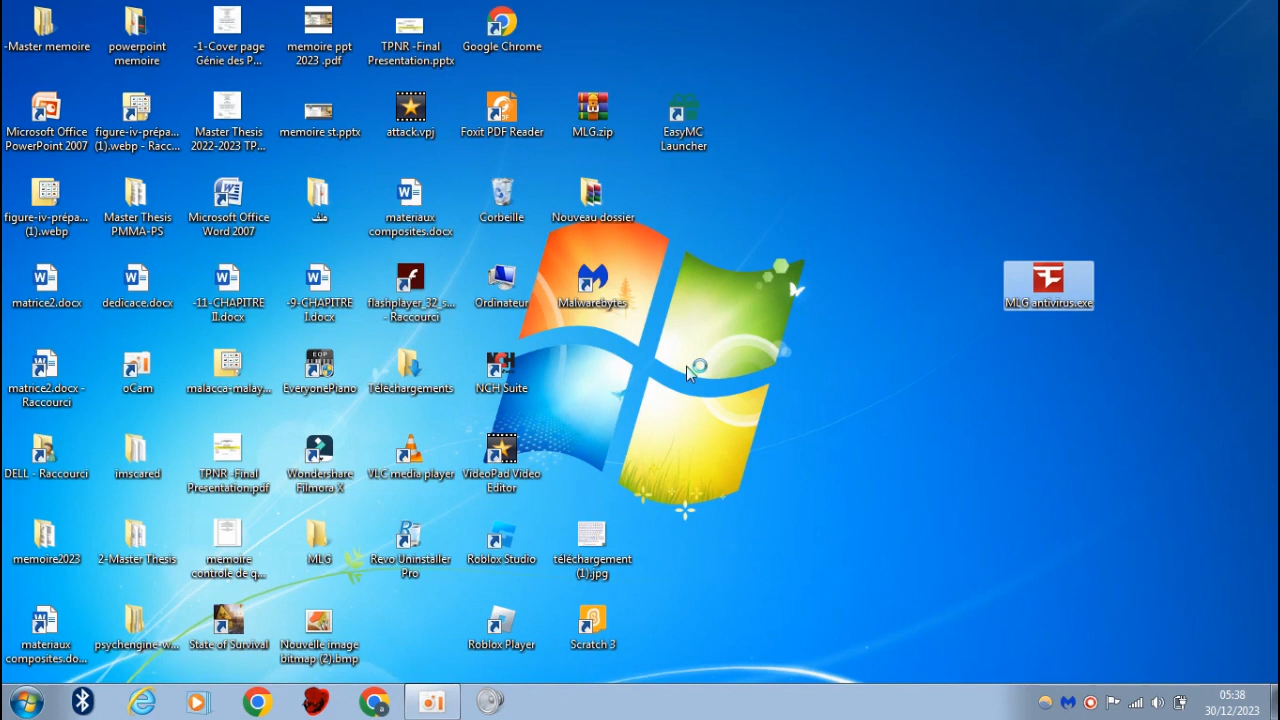 -Master memoire
powerpoint
memoire
-1-Cover page
Génie des P...
memoire ppt
2023 .pdf
TPNR -Final
Presentation.pptx
Google Chrome
Microsoft Office
PowerPoint 2007
figure-iv-prépa...
(1).webp - Racc...
Master Thesis
2022-2023 TP...
memoire st.pptx
attack.vpj
Foxit PDF Reader
MLG.zip
EasyMC
Launcher
figure-iv-prépa...
(1).webp
Master Thesis
PMMA-PS
Microsoft Office
Word 2007
ملف
materiaux
composites.docx
Corbeille
Nouveau dossier
matrice2.docx
dedicace.docx
-11-CHAPITRE
II.docx
-9-CHAPITRE
I.docx
flashplayer_32_s...
- Raccourci
Ordinateur
Malwarebytes
MLG antivirus.exe
matrice2.docx -
Raccourci
oCam
malacca-malay...
EOP
EveryonePiano
Téléchargements
NCH
NCH Suite
DELL - Raccourci
imscared
TPNR -Final
Presentation.pdf
Wondershare
Filmora X
VLC media player
VideoPad Video
Editor
memoire2023
2-Master Thesis
memoire
controle de q...
MLG
Revo Uninstaller
Pro
Roblox Studio
téléchargement
(1).jpg
materiaux
composites.do...
psychengine-w...
State of Survival
Nouvelle image
bitmap (2).bmp
Roblox Player
Scratch 3
05:38
30/12/2023